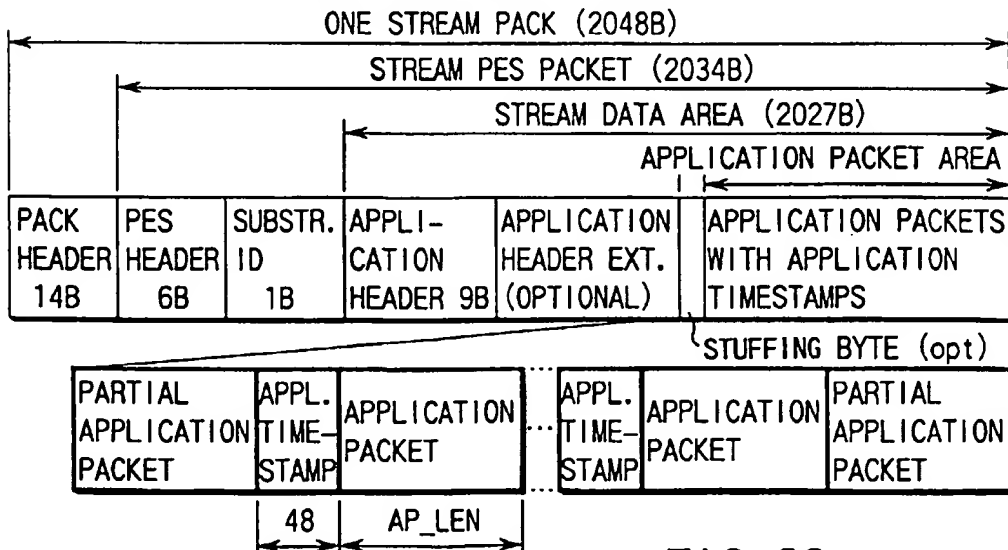 ONE STREAM PACK (2048B)
STREAM PES PACKET (2034B)
STREAM DATA AREA (2027B)
APPLICATION PACKET AREA
PACK
HEADER
14B
PES
HEADER
6B
SUBSTR.
ID
1B
APPLI-
CATION
HEADER 9B
APPLICATION
HEADER EXT.
(OPTIONAL)
APPLICATION PACKETS
WITH APPLICATION
TIMESTAMPS
STUFFING BYTE (opt)
PARTIAL
APPLICATION
PACKET
APPL.
TIME-
STAMP
APPLICATION
PACKET
APPL.
TIME-
STAMP
APPLICATION
PACKET
PARTIAL
APPLICATION
PACKET
48
AP_LEN